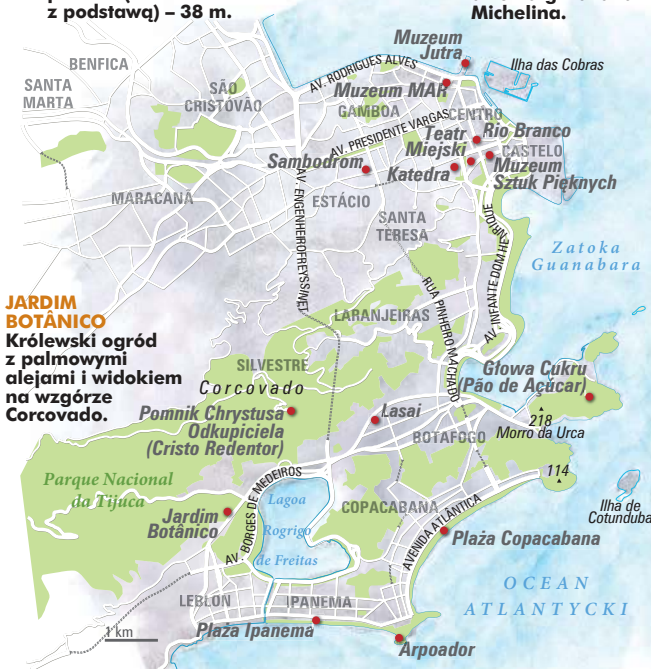 z podstawą) – 38 m.
Michelina.
BENFICA
SANTA
MARTA
SÃO
CRISTÓVÃO
AV. RODRIGUES ALVES
Muzeum
Jutra
Ilha das Cobras
Muzeum MAR
GAMBOA
CENTRO
AV. PRESIDENTE VARGAS
Teatr
Miejski
Rio Branco
CASTELO
Sambodrom
Katedra
Muzeum
Sztuk Pięknych
MARACANÃ
ESTÁCIO
SANTA
TERESA
AV. ENGENHEIROFREYSSINET
AV. INFANTE DOM HENRIQUE
Zatoka
Guanabara
JARDIM
BOTÂNICO
Królewski ogród
z palmowymi
alejami i widokiem
na wzgórze
Corcovado.
LARANJEIRAS
RUA PINHEIRO MACHADO
SILVESTRE
Corcovado
Głowa Cukru
(Pão de Açúcar)
Pomnik Chrystusa
Odkupiciela
(Cristo Redentor)
Lasai
218
Morro da Urca
BOTAFOGO
114
Parque Nacional
da Tijuca
AV. BORGES DE MEDEIROS
Lagoa
Rogrigo
de Freitas
COPACABANA
AVENIDA ATLÂNTICA
Ilha de
Cotunduba
Jardim
Botânico
Plaża Copacabana
OCEAN
ATLANTYCKI
LEBLON
IPANEMA
1 km
Plaża Ipanema
Arpoador